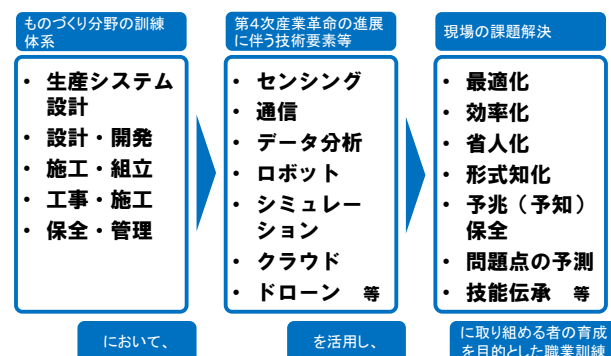 ものづくり分野の訓練
体系
・ 生産システム
設計
・ 設計・開発
・ 施工・組立
・ 工事・施工
・ 保全・管理
において、
第4次産業革命の進展
に伴う技術要素等
・ センシング
・ 通信
・ データ分析
・ ロボット
・ シミュレー
ション
・ クラウド
・ ドローン 等
を活用し、
現場の課題解決
・ 最適化
・ 効率化
・ 省人化
・ 形式知化
・ 予兆（予知）
保全
・ 問題点の予測
・ 技能伝承 等
に取り組める者の育成
を目的とした職業訓練